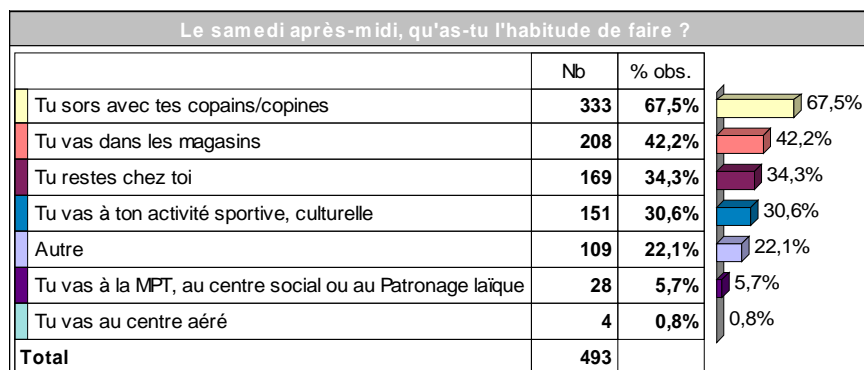 Le samedi après-midi, qu'as-tu l'habitude de faire ?
Nb % obs.
Tu sors avec tes copains/copines 333 67,5% 67,5%
Tu vas dans les magasins 208 42,2% 42,2%
Tu restes chez toi 169 34,3% 34,3%
Tu vas à ton activité sportive, culturelle 151 30,6% 30,6%
Autre 109 22,1% 22,1%
Tu vas à la MPT, au centre social ou au Patronage laïque 28 5,7% 5,7%
Tu vas au centre aéré 4 0,8% 0,8%
Total 493